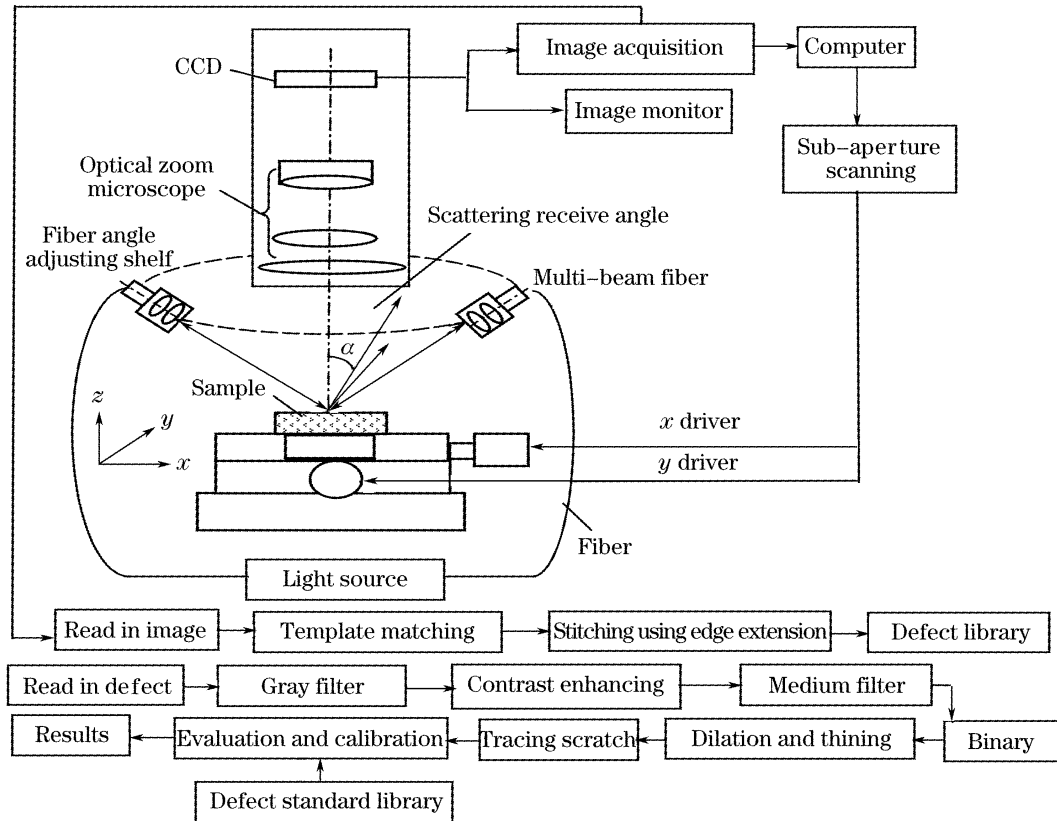 Image acquisition
Computer
CCD
Image monitor
Sub-aperture
scanning
Optical zoom
microscope
Scattering receive angle
Fiber angle
adjusting shelf
Multi-beam fiber
α
Sample
z
y
x
x driver
y driver
Fiber
Light source
Read in image
Template matching
Stitching using edge extension
Defect library
Read in defect
Gray filter
Contrast enhancing
Medium filter
Results
Evaluation and calibration
Tracing scratch
Dilation and thining
Binary
Defect standard library